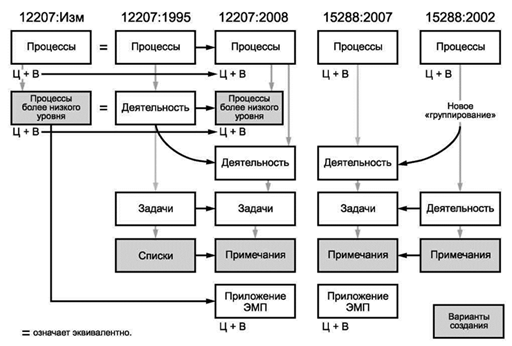 12207:Изм 12207:1995 12207:2008 15288:2007 15288:2002
Процессы = Процессы Процессы Процессы Процессы
Ц + В Ц + В Ц + В Ц + В
Процессы
более низкого
уровня
= Деятельность
Процессы
более низкого
уровня
Новое
«группирование»
Ц + В Ц + В
Деятельность Деятельность
Задачи Задачи Задачи Деятельность
Списки Примечания Примечания Примечания
Приложение
ЭМП
Приложение
ЭМП
Ц + В Ц + В
Варианты
создания
= означает эквивалентно.